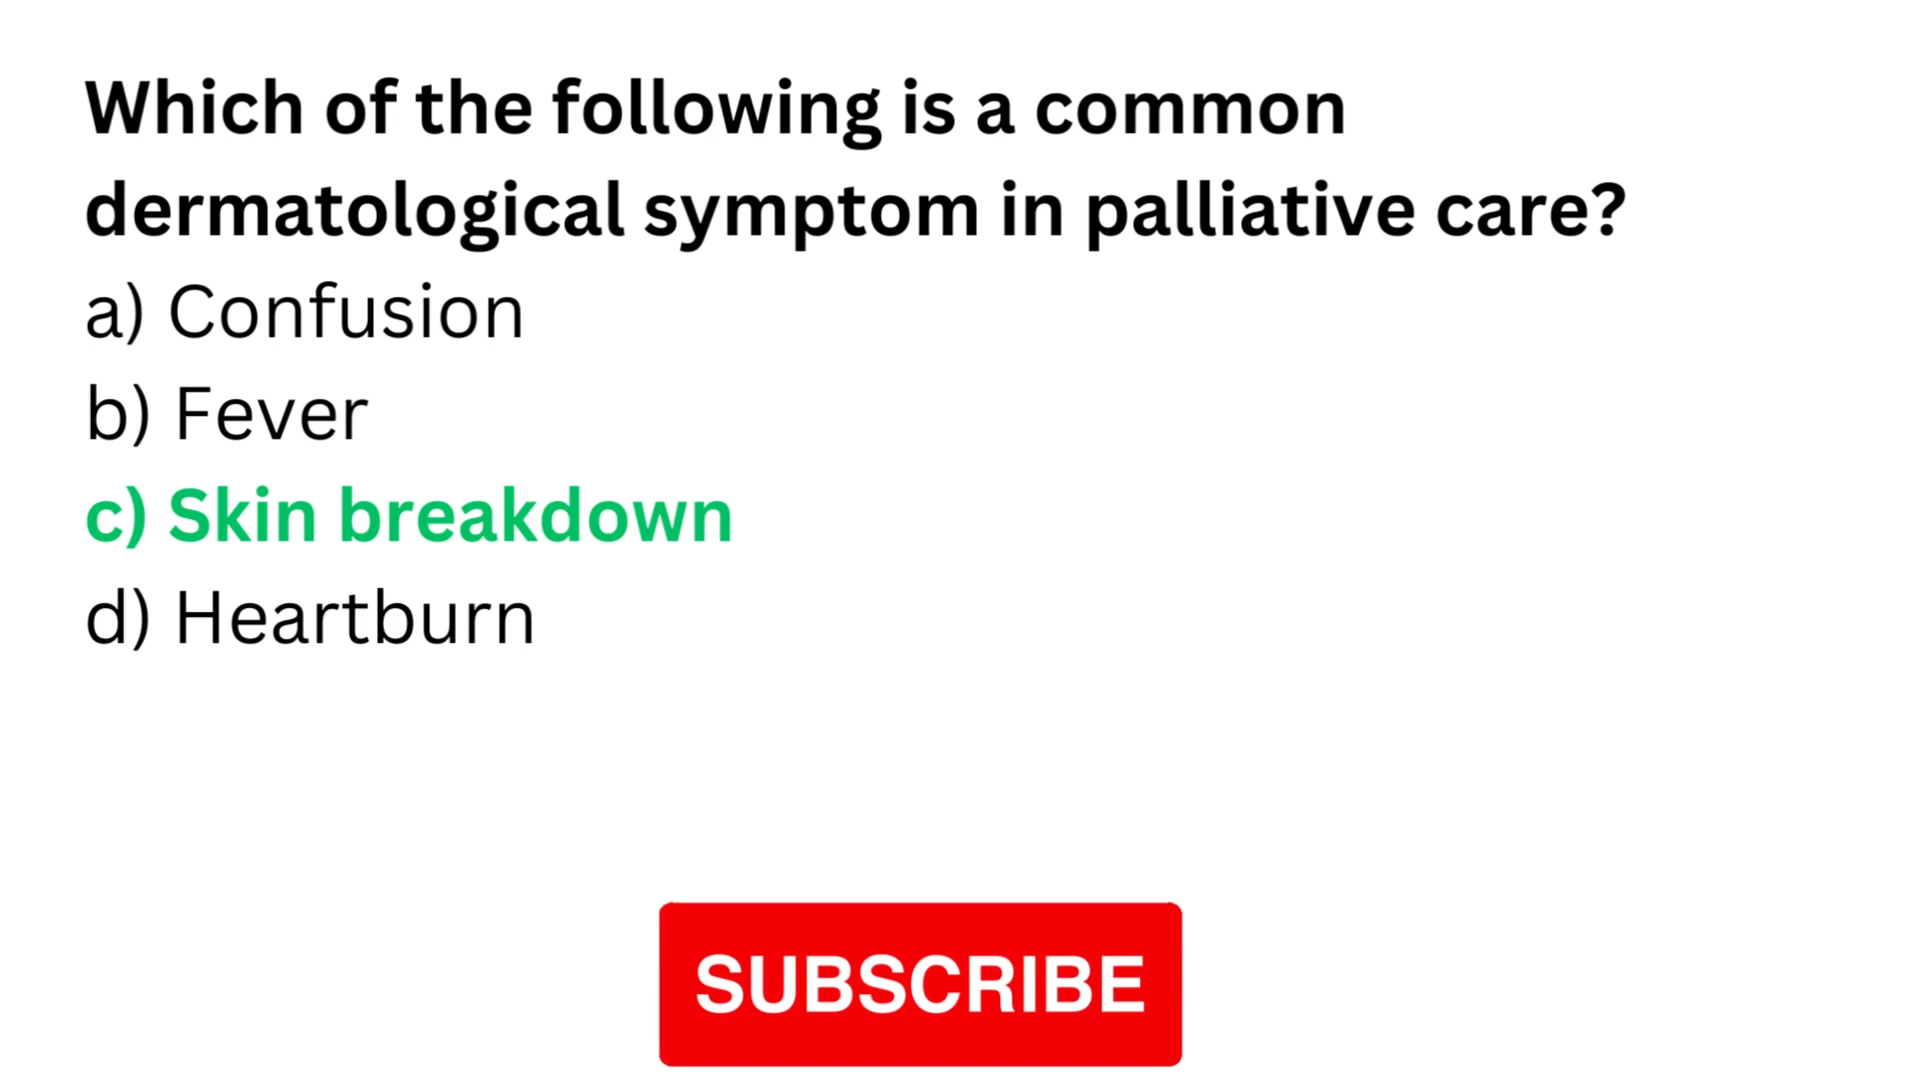 Which of the following is a common
dermatological symptom in palliative care?
a) Confusion
b) Fever
c) Skin breakdown
d) Heartburn
SUBSCRIBE